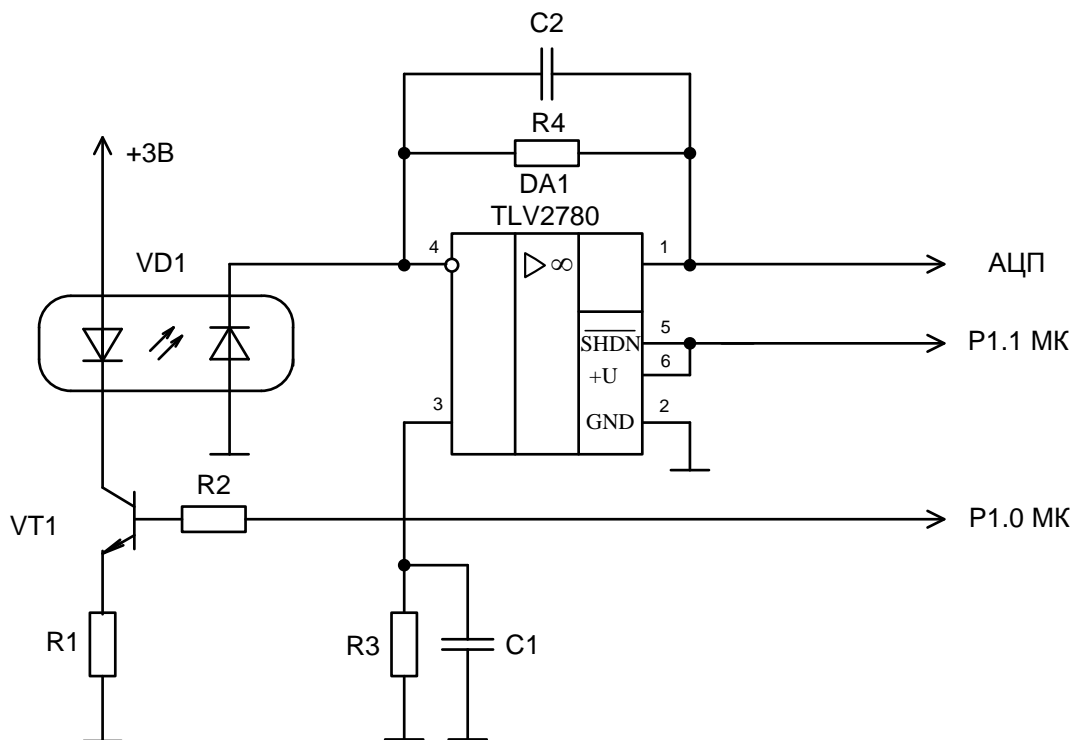 C2
R4
+3В
DA1
TLV2780
VD1
4
▷ ∞
1
АЦП
SHDN
5
P1.1 МК
+U
6
3
GND
2
R2
VT1
P1.0 МК
R1
R3
C1